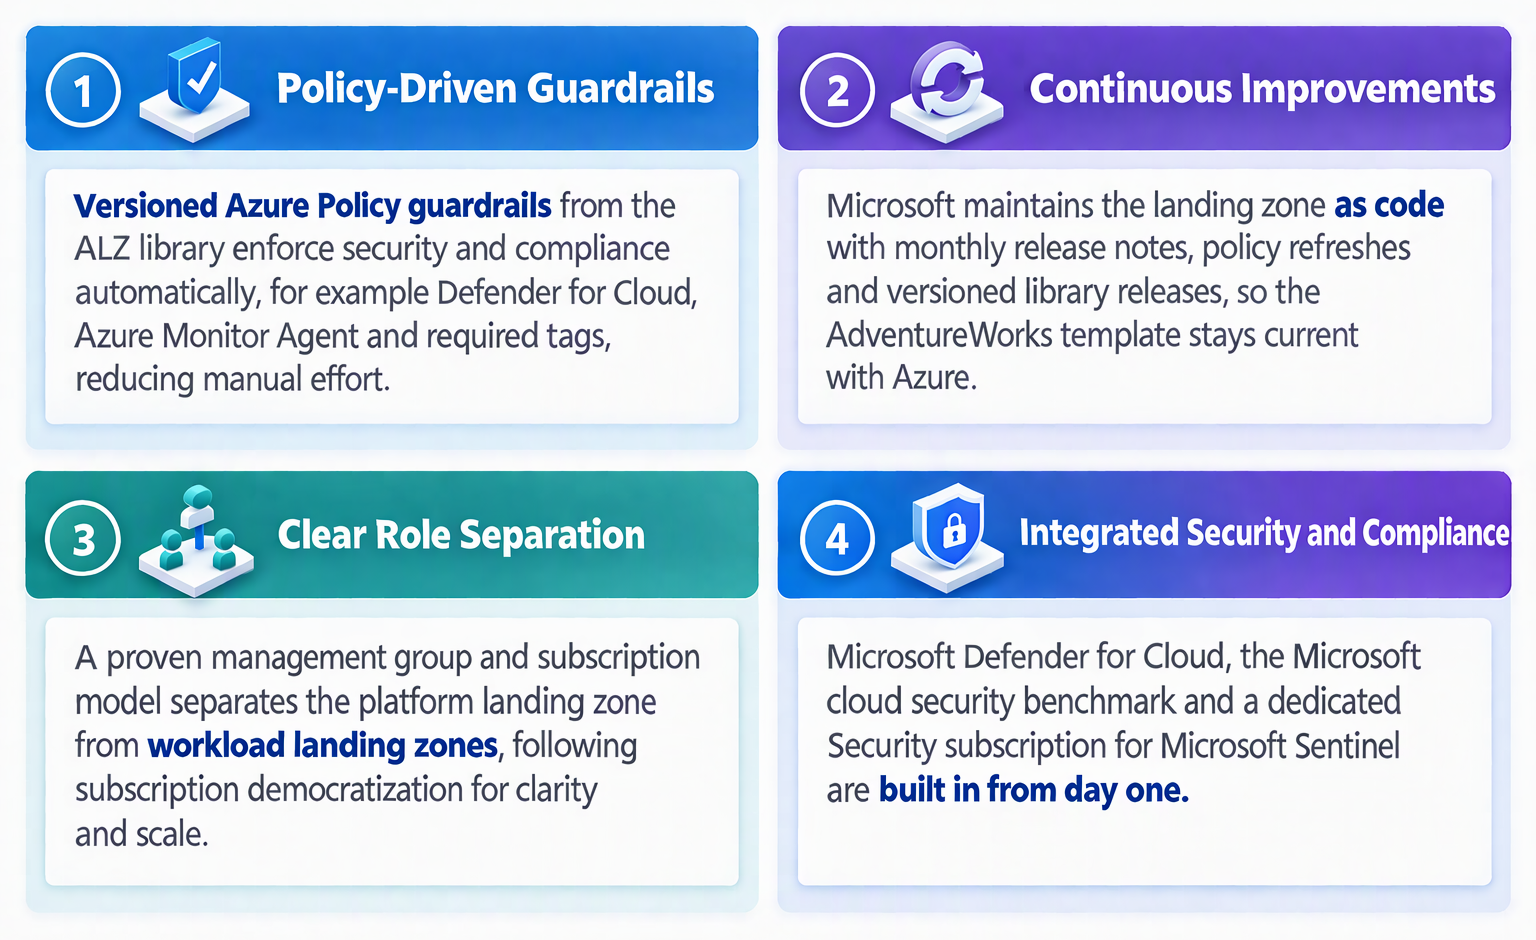 1
Policy-Driven Guardrails
Versioned Azure Policy guardrails from the
ALZ library enforce security and compliance
automatically, for example Defender for Cloud,
Azure Monitor Agent and required tags,
reducing manual effort.
2
Continuous Improvements
Microsoft maintains the landing zone as code
with monthly release notes, policy refreshes
and versioned library releases, so the
AdventureWorks template stays current
with Azure.
3
Clear Role Separation
A proven management group and subscription
model separates the platform landing zone
from workload landing zones, following
subscription democratization for clarity
and scale.
4
Integrated Security and Compliance
Microsoft Defender for Cloud, the Microsoft
cloud security benchmark and a dedicated
Security subscription for Microsoft Sentinel
are built in from day one.